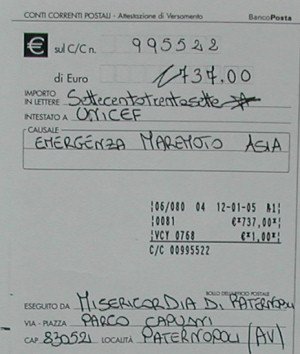 CONTI CORRENTI POSTALI - Attestazione di Versamento BancoPosta
€ sul C/C n. 995522
di Euro 737,00
IMPORTO IN LETTERE Settecentotrentasette
INTESTATO A UNICEF
CAUSALE
EMERGENZA MAREMOTO ASIA
06/080 04 12-01-05 A1
0081 €*737,00*
VCY 0768 €*1,00*
C/C 00995522
BOLLO DELL'UFFICIO POSTALE
ESEGUITO DA MISERICORDIA DI PATERNOPOLI
VIA - PIAZZA PARCO
CAP 83052 LOCALITÀ PATERNOPOLI (AV)